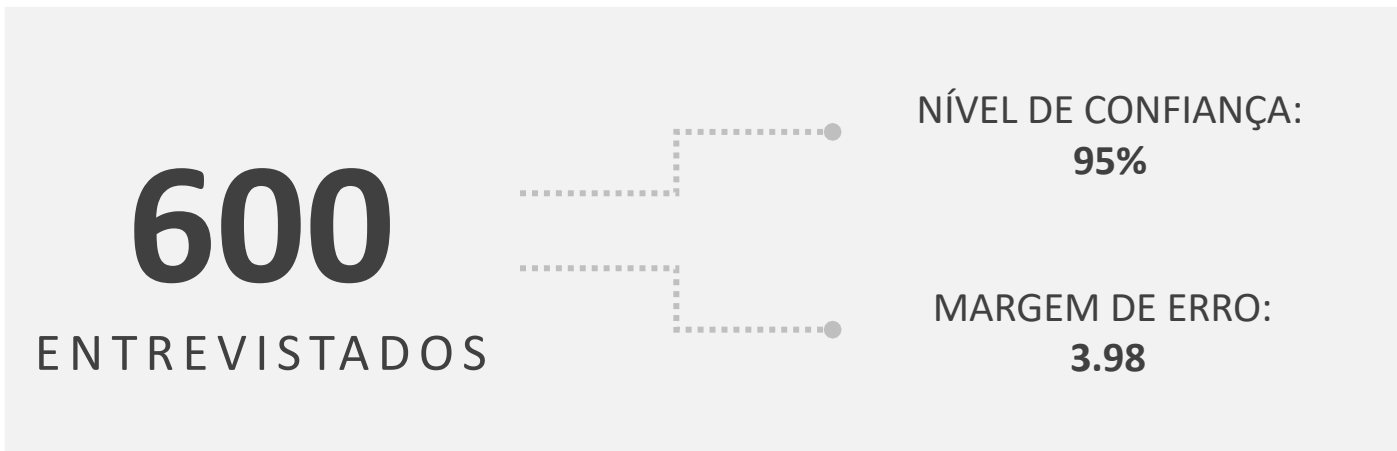 600
ENTREVISTADOS
NÍVEL DE CONFIANÇA:
95%
MARGEM DE ERRO:
3.98